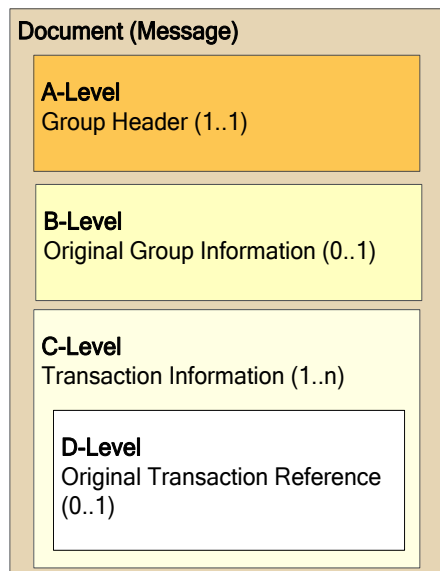 Document (Message)
A-Level
Group Header (1..1)
B-Level
Original Group Information (0..1)
C-Level
Transaction Information (1..n)
D-Level
Original Transaction Reference
(0..1)